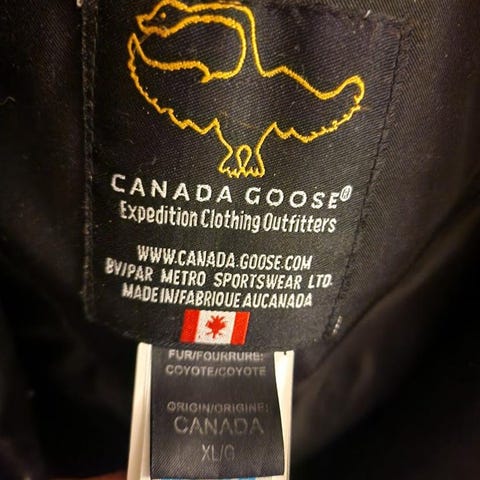 CANADA GOOSE®
Expedition Clothing Outfitters
WWW.CANADA.GOOSE.COM
BV/PAR METRO SPORTSWEAR LTD.
MADE IN/FABRIQUE AU CANADA
FUR/FOURRURE:
COYOTE/COYOTE
ORIGIN/ORIGINE:
CANADA
XL/G